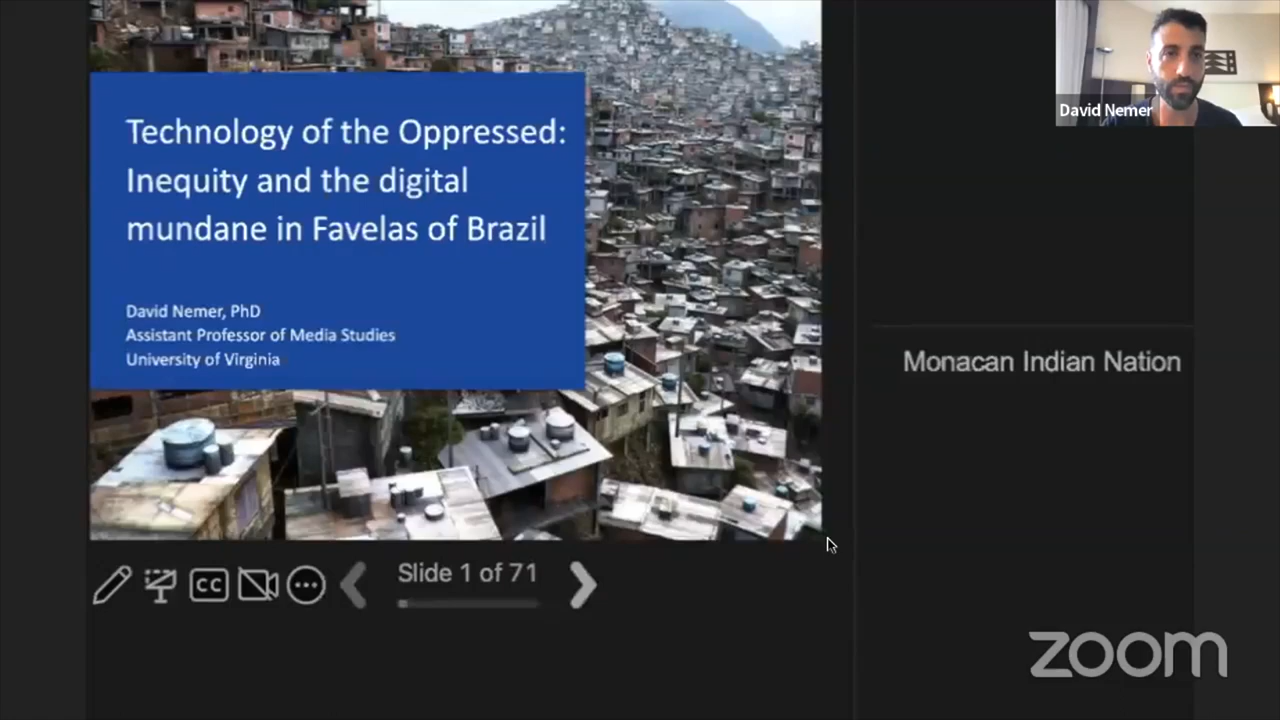 Technology of the Oppressed:
Inequity and the digital
mundane in Favelas of Brazil
David Nemer, PhD
Assistant Professor of Media Studies
University of Virginia
David Nemer
Monacan Indian Nation
CC
Slide 1 of 71
zoom